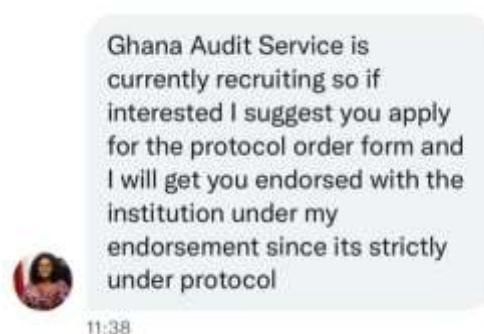 Ghana Audit Service is
currently recruiting so if
interested I suggest you apply
for the protocol order form and
I will get you endorsed with the
institution under my
endorsement since its strictly
under protocol
11:38